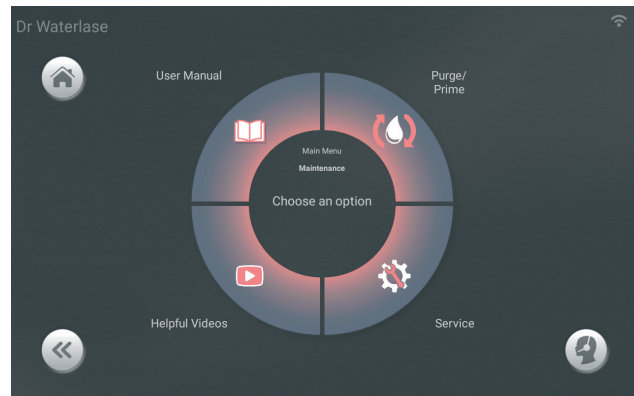 Dr Waterlase
User Manual
Purge/
Prime
Main Menu
Maintenance
Choose an option
Helpful Videos
Service